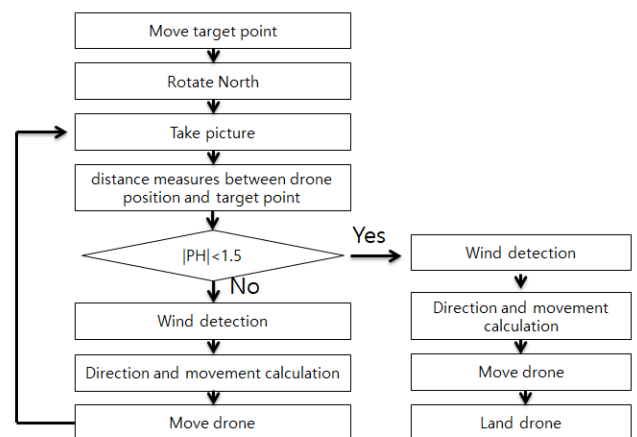 Move target point
Rotate North
Take picture
distance measures between drone
position and target point
|PH|<1.5
Yes
No
Wind detection
Direction and movement calculation
Move drone
Wind detection
Direction and movement
calculation
Move drone
Land drone